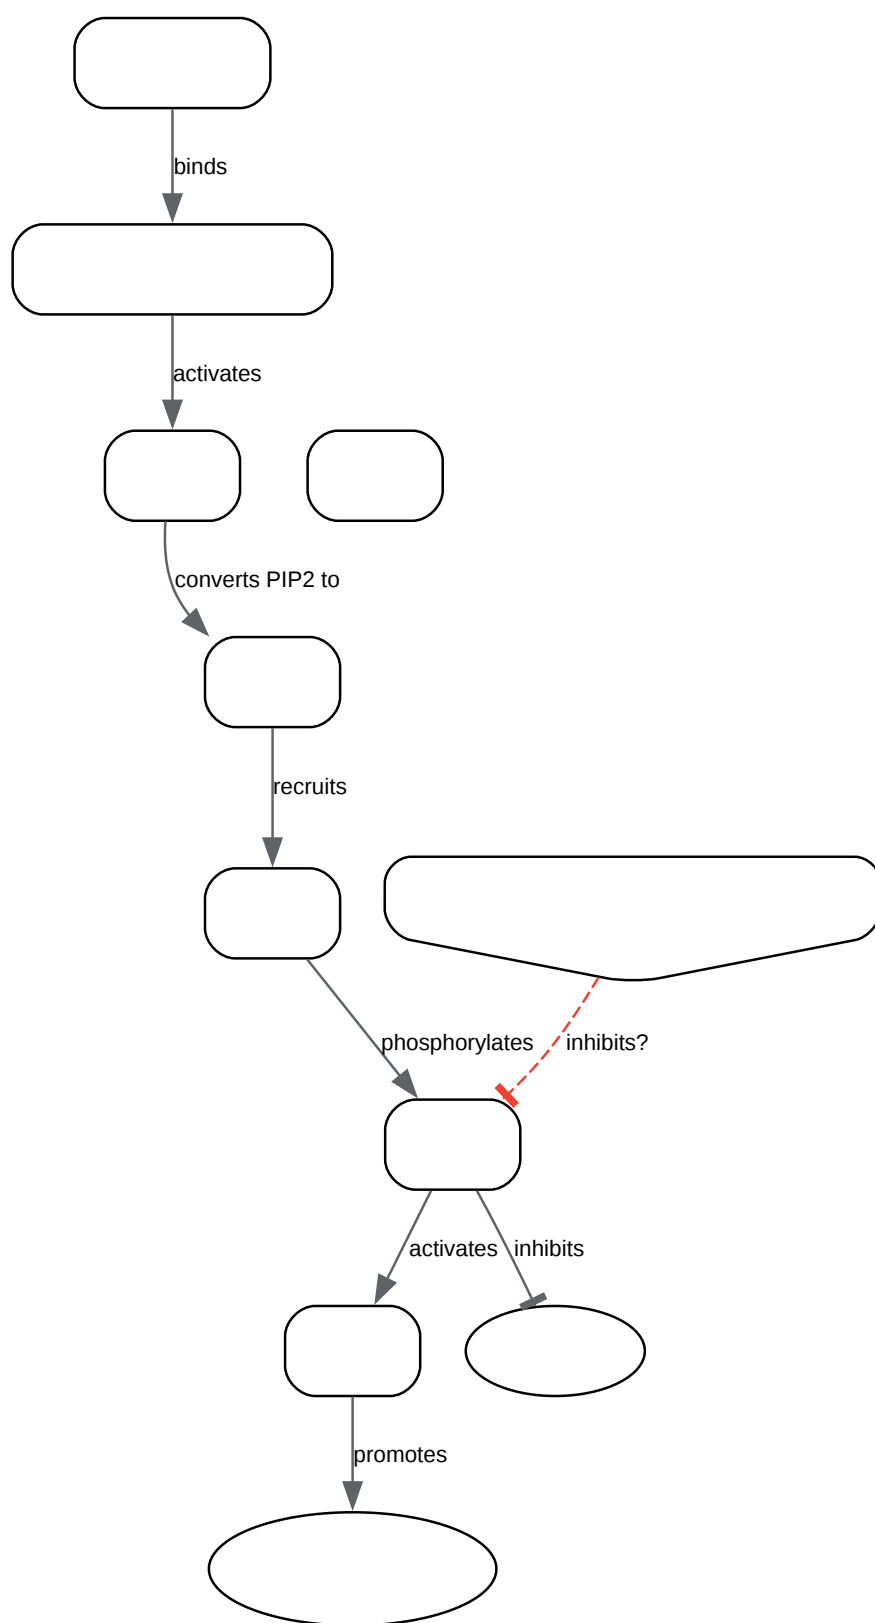 binds
activates
converts PIP2 to
recruits
phosphorylates
inhibits?
activates
inhibits
promotes